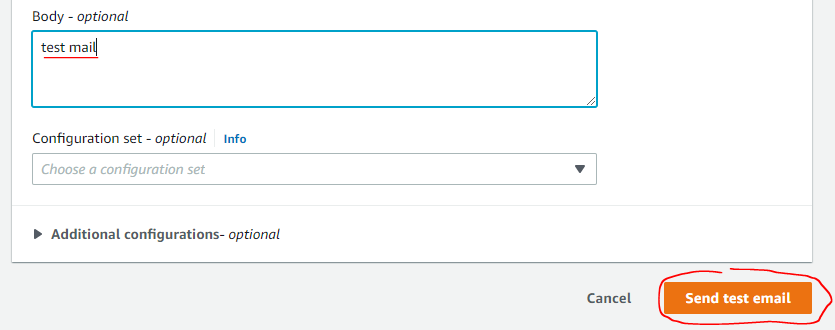 Body - optional
test mail
Configuration set - optional Info
Choose a configuration set
Additional configurations- optional
Cancel Send test email